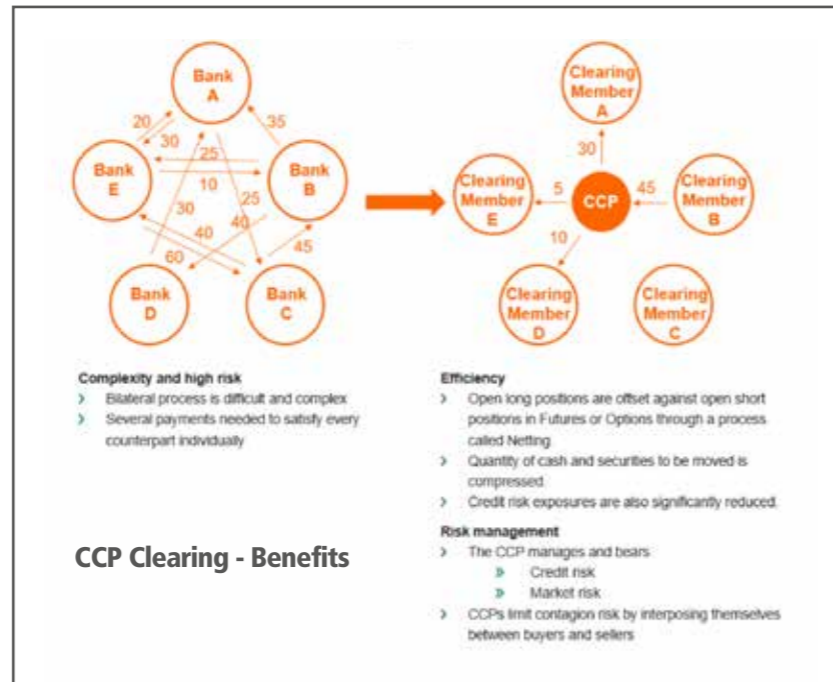 Bank
A
20
30
35
Bank
E
25
10
Bank
B
30
25
40
40
60
45
Bank
D
Bank
C
Clearing
Member
A
30
Clearing
Member
E
5
CCP
45
Clearing
Member
B
10
Clearing
Member
D
Clearing
Member
C
Complexity and high risk
› Bilateral process is difficult and complex
› Several payments needed to satisfy every
counterpart individually
CCP Clearing - Benefits
Efficiency
› Open long positions are offset against open short
positions in Futures or Options through a process
called Netting.
› Quantity of cash and securities to be moved is
compressed.
› Credit risk exposures are also significantly reduced.
Risk management
› The CCP manages and bears
» Credit risk
» Market risk
› CCPs limit contagion risk by interposing themselves
between buyers and sellers